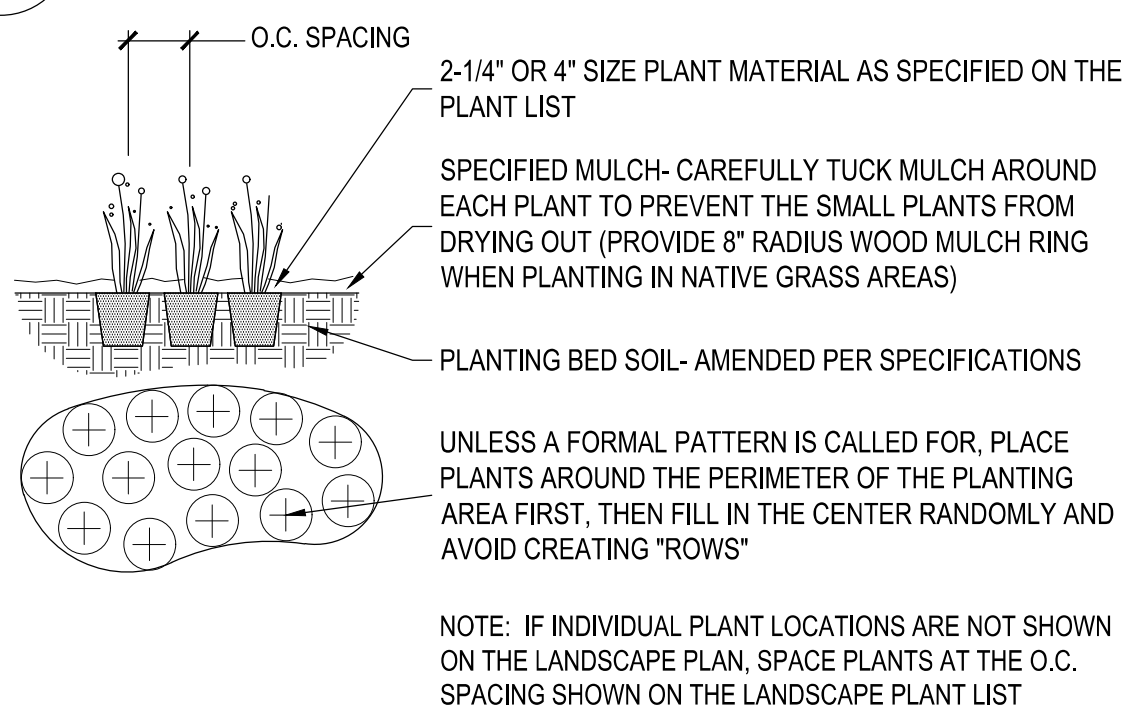 O.C. SPACING
2-1/4" OR 4" SIZE PLANT MATERIAL AS SPECIFIED ON THE
PLANT LIST
SPECIFIED MULCH- CAREFULLY TUCK MULCH AROUND
EACH PLANT TO PREVENT THE SMALL PLANTS FROM
DRYING OUT (PROVIDE 8" RADIUS WOOD MULCH RING
WHEN PLANTING IN NATIVE GRASS AREAS)
PLANTING BED SOIL- AMENDED PER SPECIFICATIONS
UNLESS A FORMAL PATTERN IS CALLED FOR, PLACE
PLANTS AROUND THE PERIMETER OF THE PLANTING
AREA FIRST, THEN FILL IN THE CENTER RANDOMLY AND
AVOID CREATING "ROWS"
NOTE: IF INDIVIDUAL PLANT LOCATIONS ARE NOT SHOWN
ON THE LANDSCAPE PLAN, SPACE PLANTS AT THE O.C.
SPACING SHOWN ON THE LANDSCAPE PLANT LIST